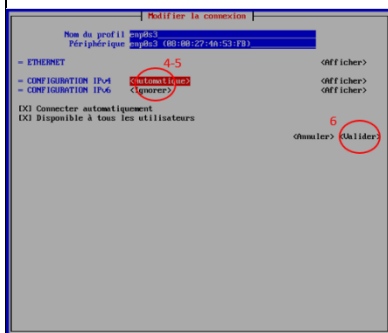 Modifier la connexion
Nom du profil enp0s3
Périphérique enp0s3 (08:00:27:4A:53:FB)
4-5
= ETHERNET <Afficher>
= CONFIGURATION IPv4 <Automatique> <Afficher>
= CONFIGURATION IPv6 <Ignorer> <Afficher>
[X] Connecter automatiquement
[X] Disponible à tous les utilisateurs
6
<Annuler> <Valider>